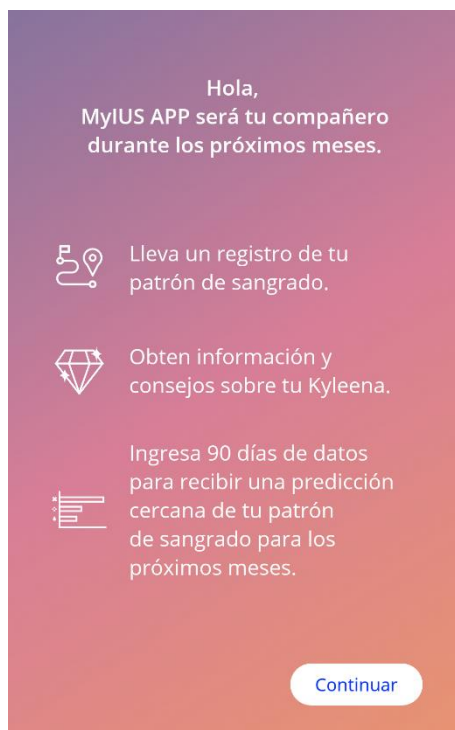 Hola,
MyIUS APP será tu compañero
durante los próximos meses.
Lleva un registro de tu
patrón de sangrado.
Obten información y
consejos sobre tu Kyleena.
Ingresa 90 días de datos
para recibir una predicción
cercana de tu patrón
de sangrado para los
próximos meses.
Continuar